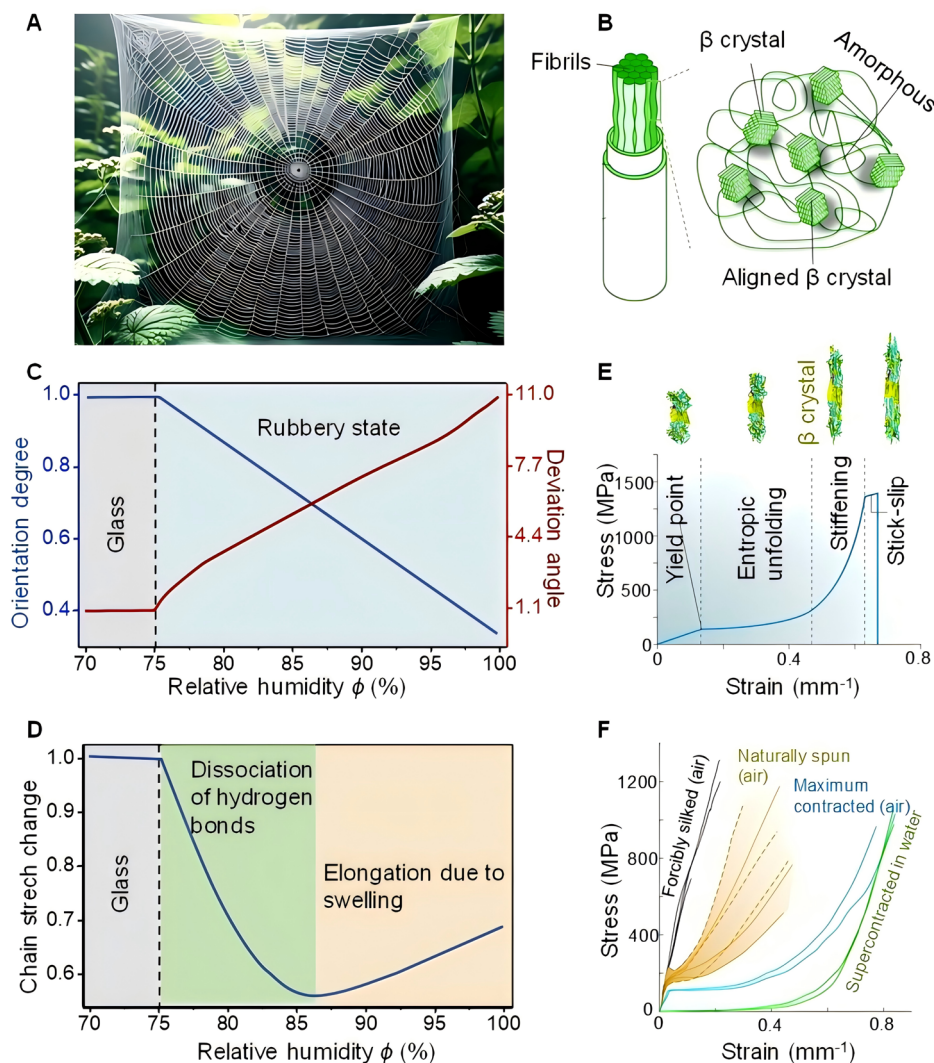 A
B
β crystal
Fibrils
Amorphous
Aligned β crystal
C
1.0
0.8
0.6
0.4
Orientation degree
Glass
Rubbery state
11.0
7.7
4.4
1.1
Deviation angle
70 75 80 85 90 95 100
Relative humidity ϕ (%)
E
β crystal
1500
1000
500
0
Stress (MPa)
Yield point
Entropic
unfolding
Stiffening
Stick-slip
0 0.4 0.8
Strain (mm⁻¹)
D
1.0
0.9
0.8
0.7
0.6
Chain strech change
Glass
Dissociation
of hydrogen
bonds
Elongation due to
swelling
70 75 80 85 90 95 100
Relative humidity ϕ (%)
F
1200
800
400
0
Stress (MPa)
Forcibly silked (air)
Naturally spun
(air)
Maximum
contracted (air)
Supercontracted in water
0 0.4 0.8
Strain (mm⁻¹)